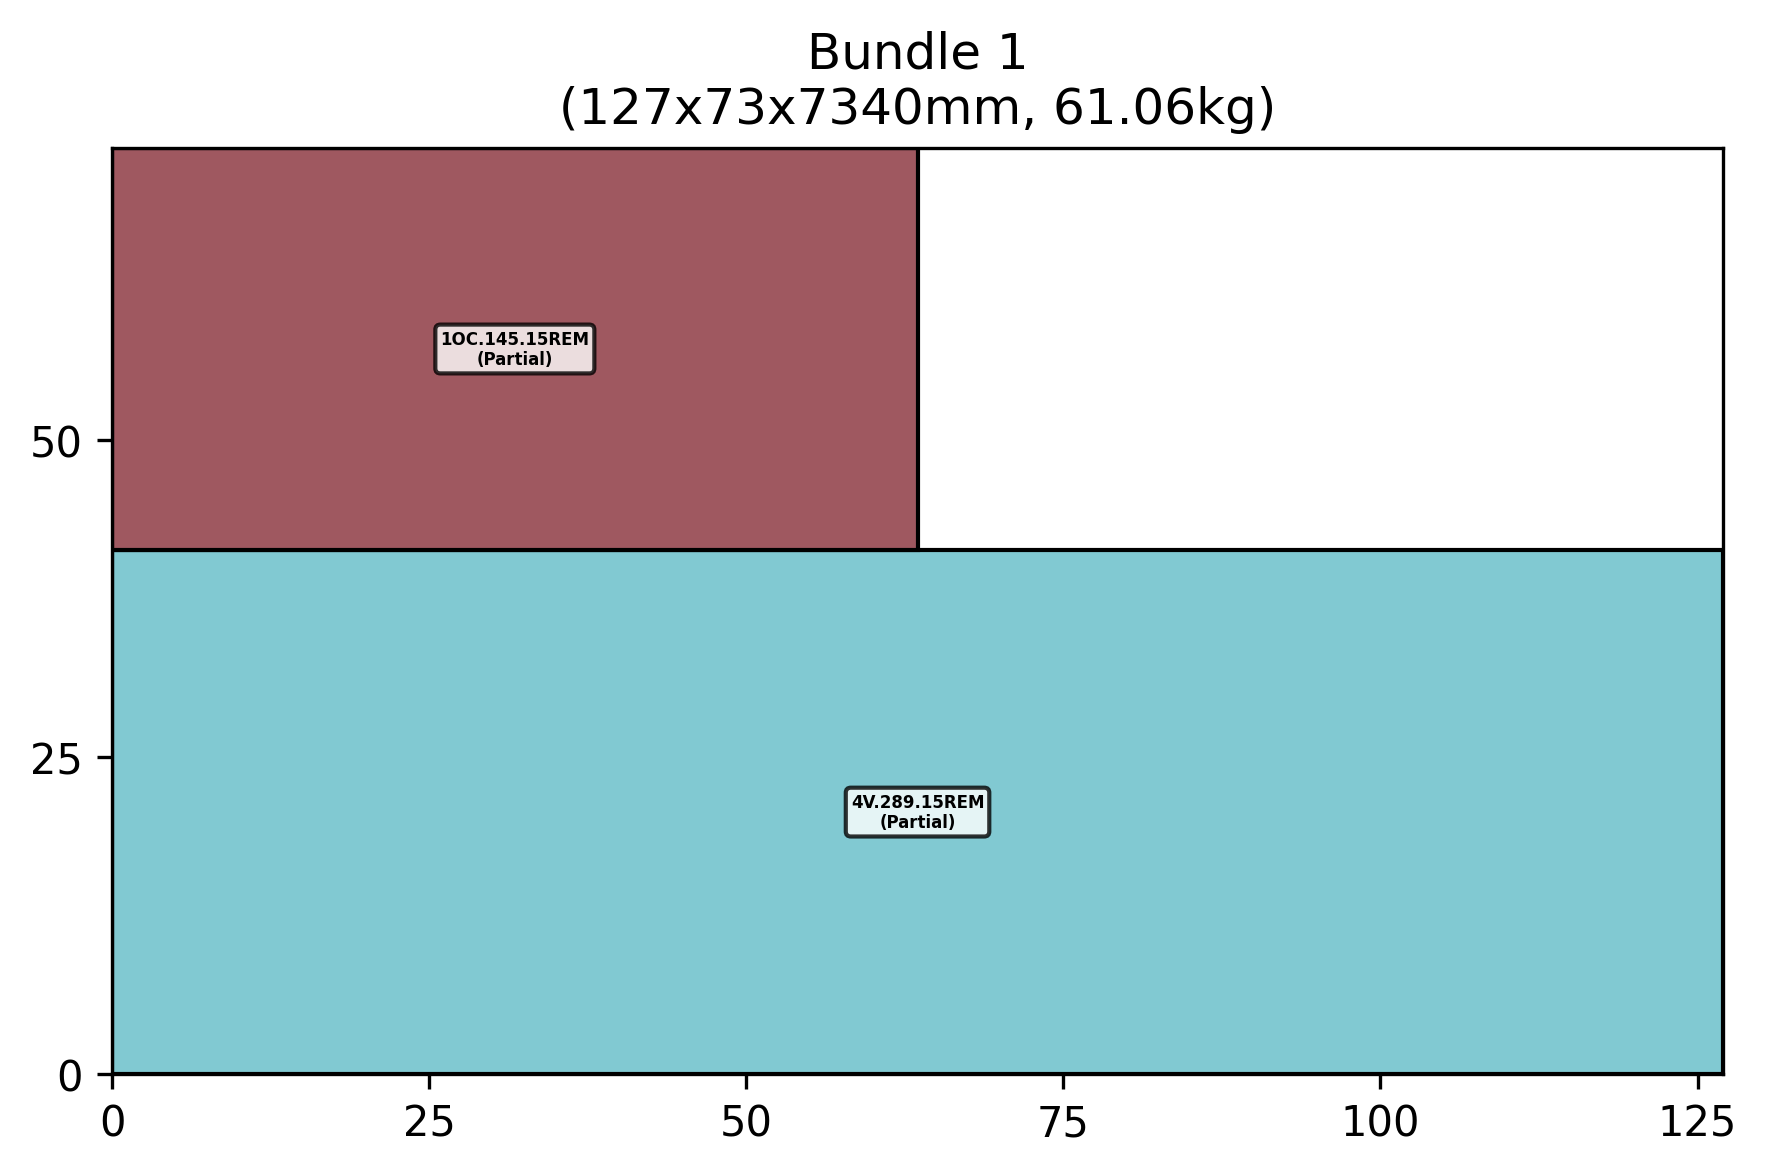 Bundle 1
(127x73x7340mm, 61.06kg)
1OC.145.15REM
(Partial)
50
25
4V.289.15REM
(Partial)
0
0 25 50 75 100 125